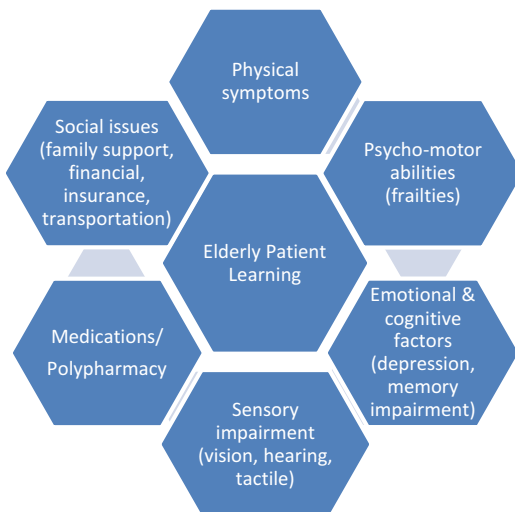 Physical
symptoms
Social issues
(family support,
financial,
insurance,
transportation)
Psycho-motor
abilities
(frailties)
Elderly Patient
Learning
Medications/
Polypharmacy
Emotional &
cognitive
factors
(depression,
memory
impairment)
Sensory
impairment
(vision, hearing,
tactile)